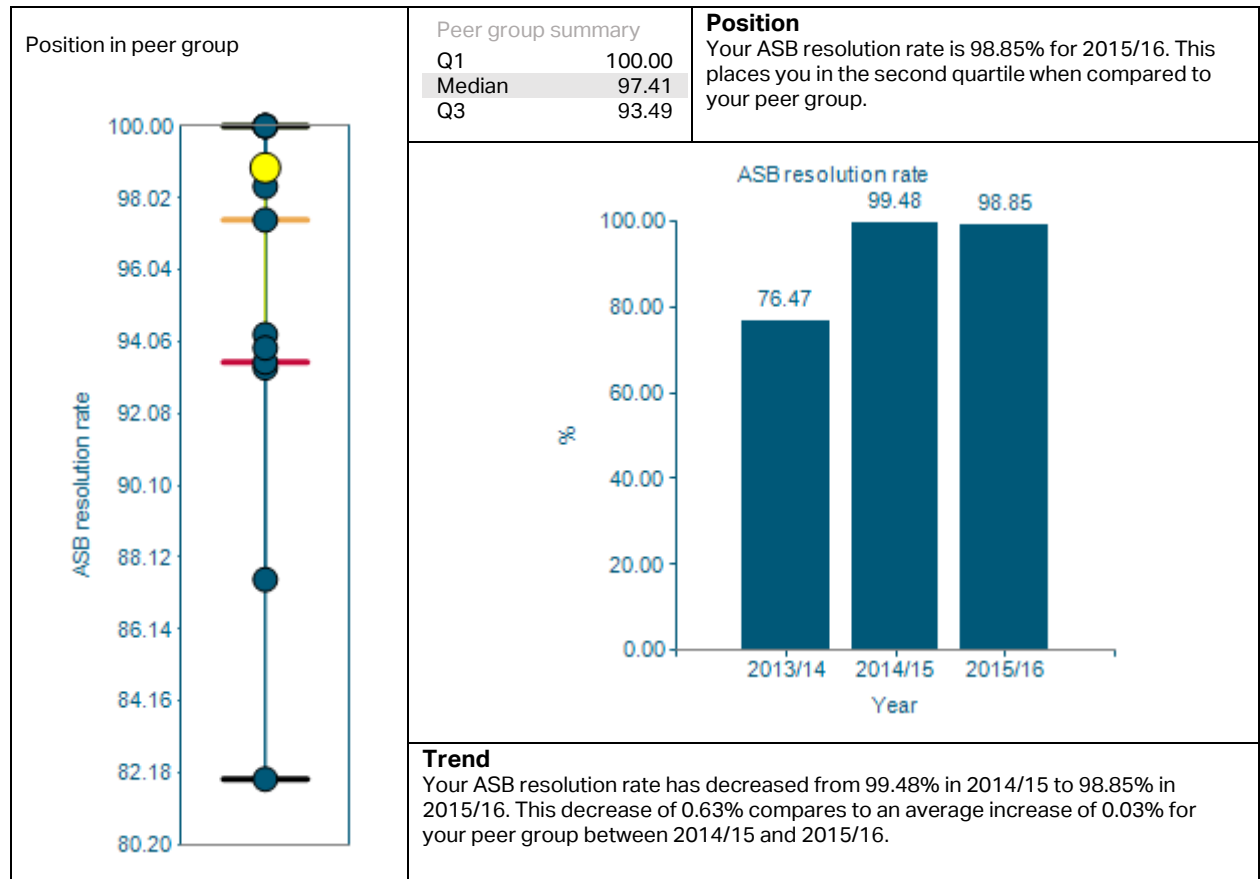 Position in peer group
100.00
98.02
96.04
94.06
92.08
90.10
88.12
86.14
84.16
82.18
80.20
ASB resolution rate
Peer group summary
Q1 100.00
Median 97.41
Q3 93.49
Position
Your ASB resolution rate is 98.85% for 2015/16. This
places you in the second quartile when compared to
your peer group.
ASB resolution rate
99.48 98.85
76.47
100.00
80.00
60.00
40.00
20.00
0.00
%
2013/14 2014/15 2015/16
Year
Trend
Your ASB resolution rate has decreased from 99.48% in 2014/15 to 98.85% in
2015/16. This decrease of 0.63% compares to an average increase of 0.03% for
your peer group between 2014/15 and 2015/16.